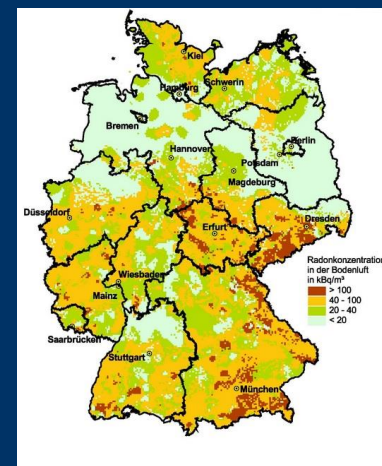 Kiel
Schwerin
Hamburg
Bremen
Berlin
Hannover
Potsdam
Magdeburg
Düsseldorf
Erfurt
Dresden
Radonkonzentration
in der Bodenluft
in kBq/m³
> 100
40 - 100
20 - 40
< 20
Wiesbaden
Mainz
Saarbrücken
Stuttgart
München